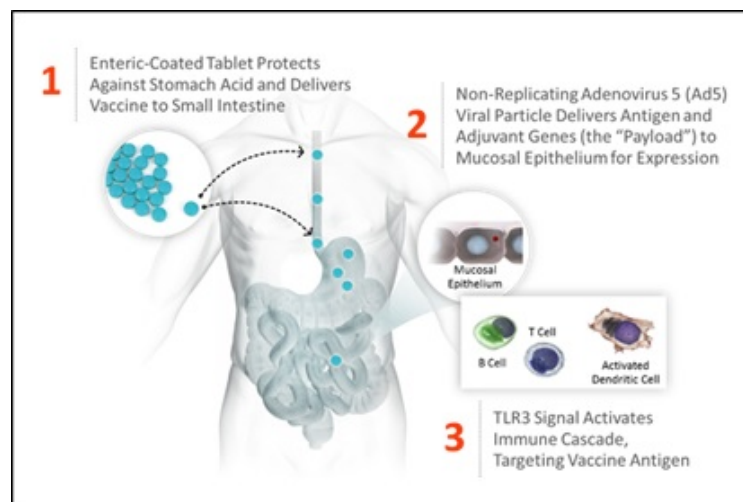 1
Enteric-Coated Tablet Protects
Against Stomach Acid and Delivers
Vaccine to Small Intestine
2
Non-Replicating Adenovirus 5 (Ad5)
Viral Particle Delivers Antigen and
Adjuvant Genes (the “Payload”) to
Mucosal Epithelium for Expression
Mucosal
Epithelium
B Cell
T Cell
Activated
Dendritic Cell
3
TLR3 Signal Activates
Immune Cascade,
Targeting Vaccine Antigen